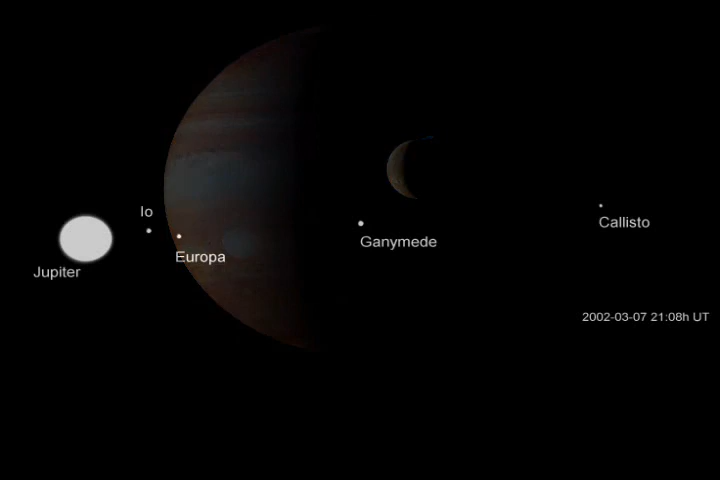 Io
Europa
Jupiter
Ganymede
Callisto
2002-03-07 21:08h UT